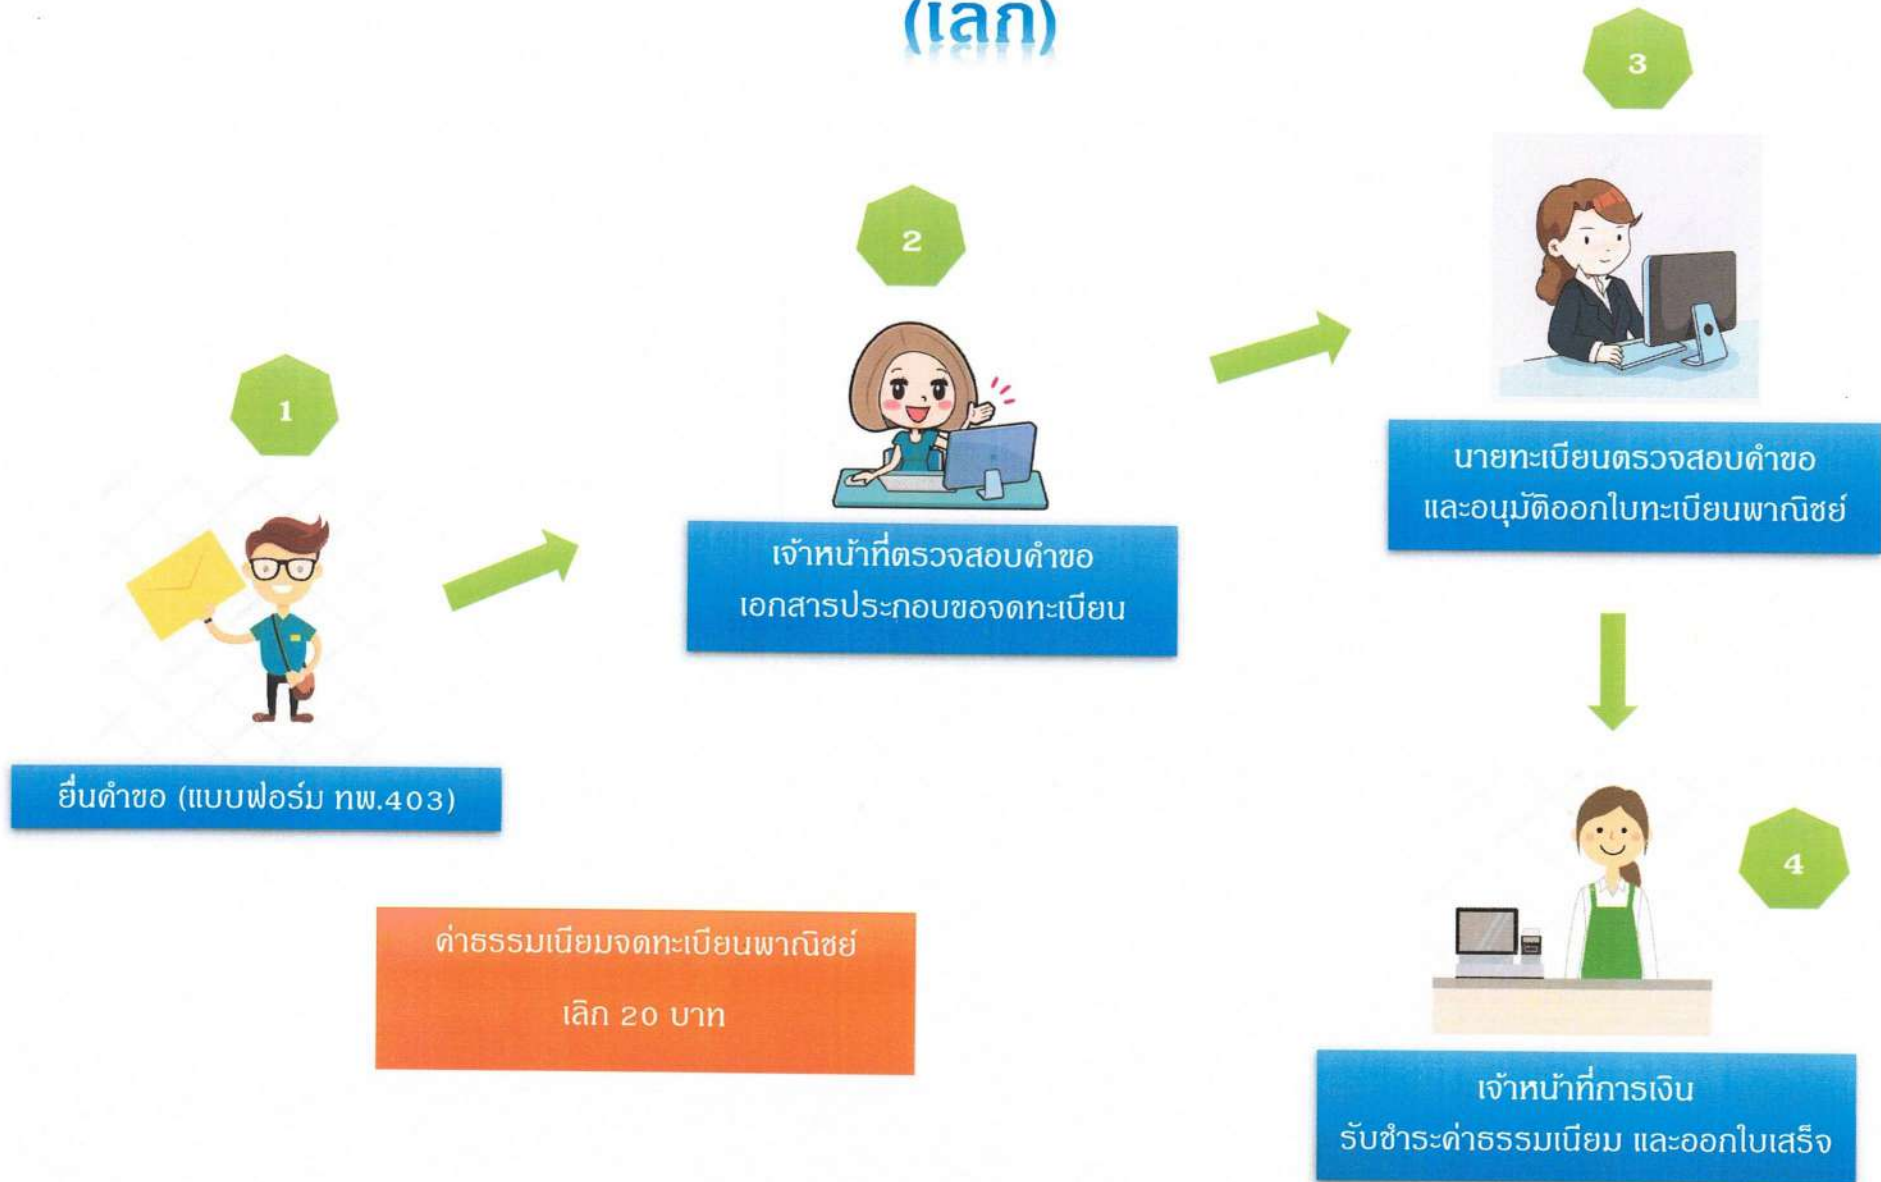 (เลิก)
1
ยื่นคำขอ (แบบฟอร์ม ทพ.403)
2
เจ้าหน้าที่ตรวจสอบคำขอ
เอกสารประกอบขอจดทะเบียน
3
นายทะเบียนตรวจสอบคำขอ
และอนุมัติออกใบทะเบียนพาณิชย์
4
เจ้าหน้าที่การเงิน
รับชำระค่าธรรมเนียม และออกใบเสร็จ
ค่าธรรมเนียมจดทะเบียนพาณิชย์
เลิก 20 บาท